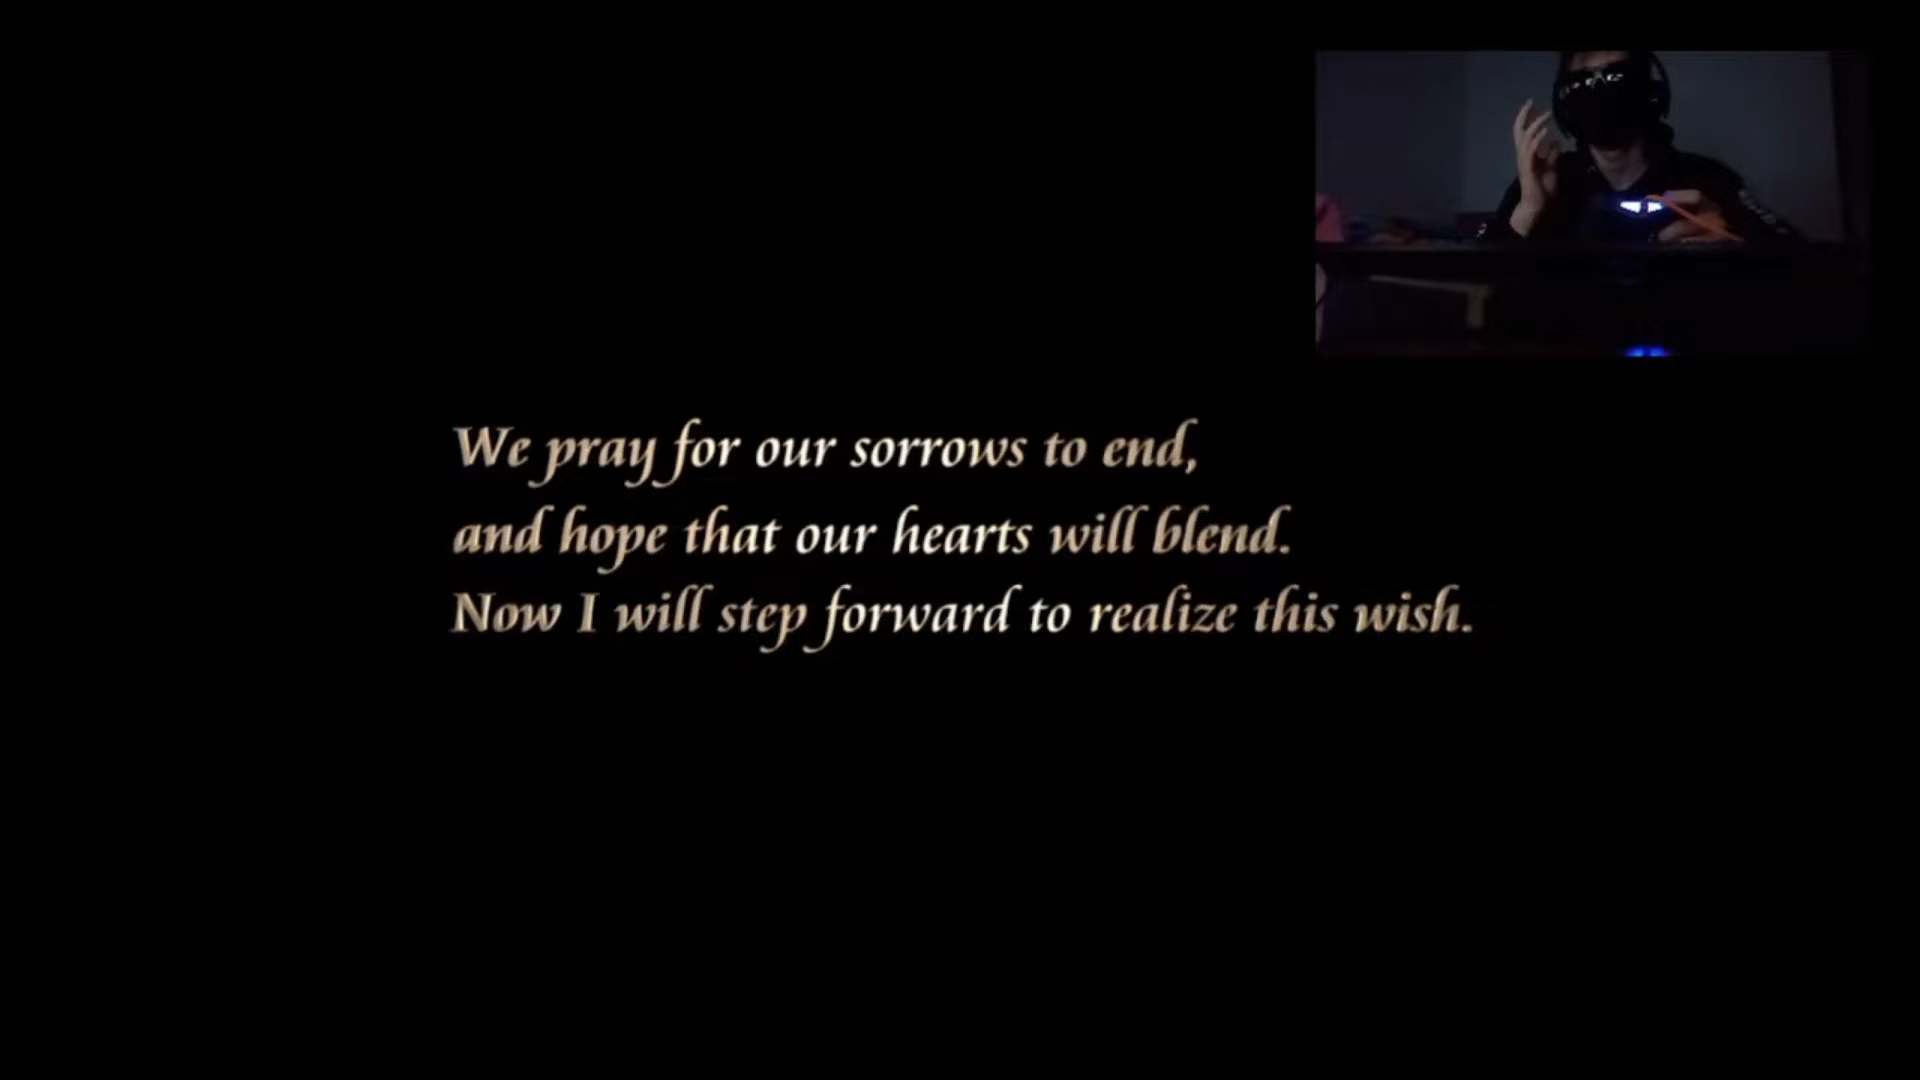 We pray for our sorrows to end,
and hope that our hearts will blend.
Now I will step forward to realize this wish.